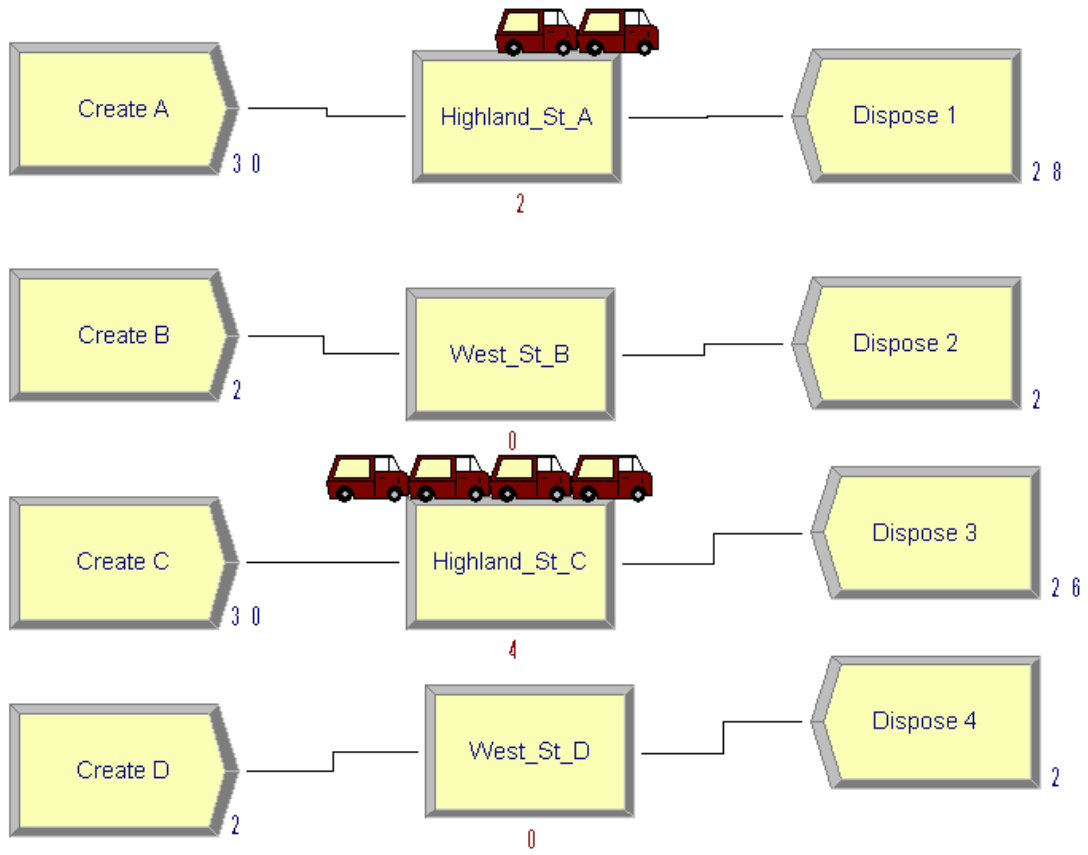 Create A
Highland_St_A
Dispose 1
3 0
2 8
2
Create B
West_St_B
Dispose 2
2
2
0
Create C
Highland_St_C
Dispose 3
3 0
2 6
4
Create D
West_St_D
Dispose 4
2
2
0